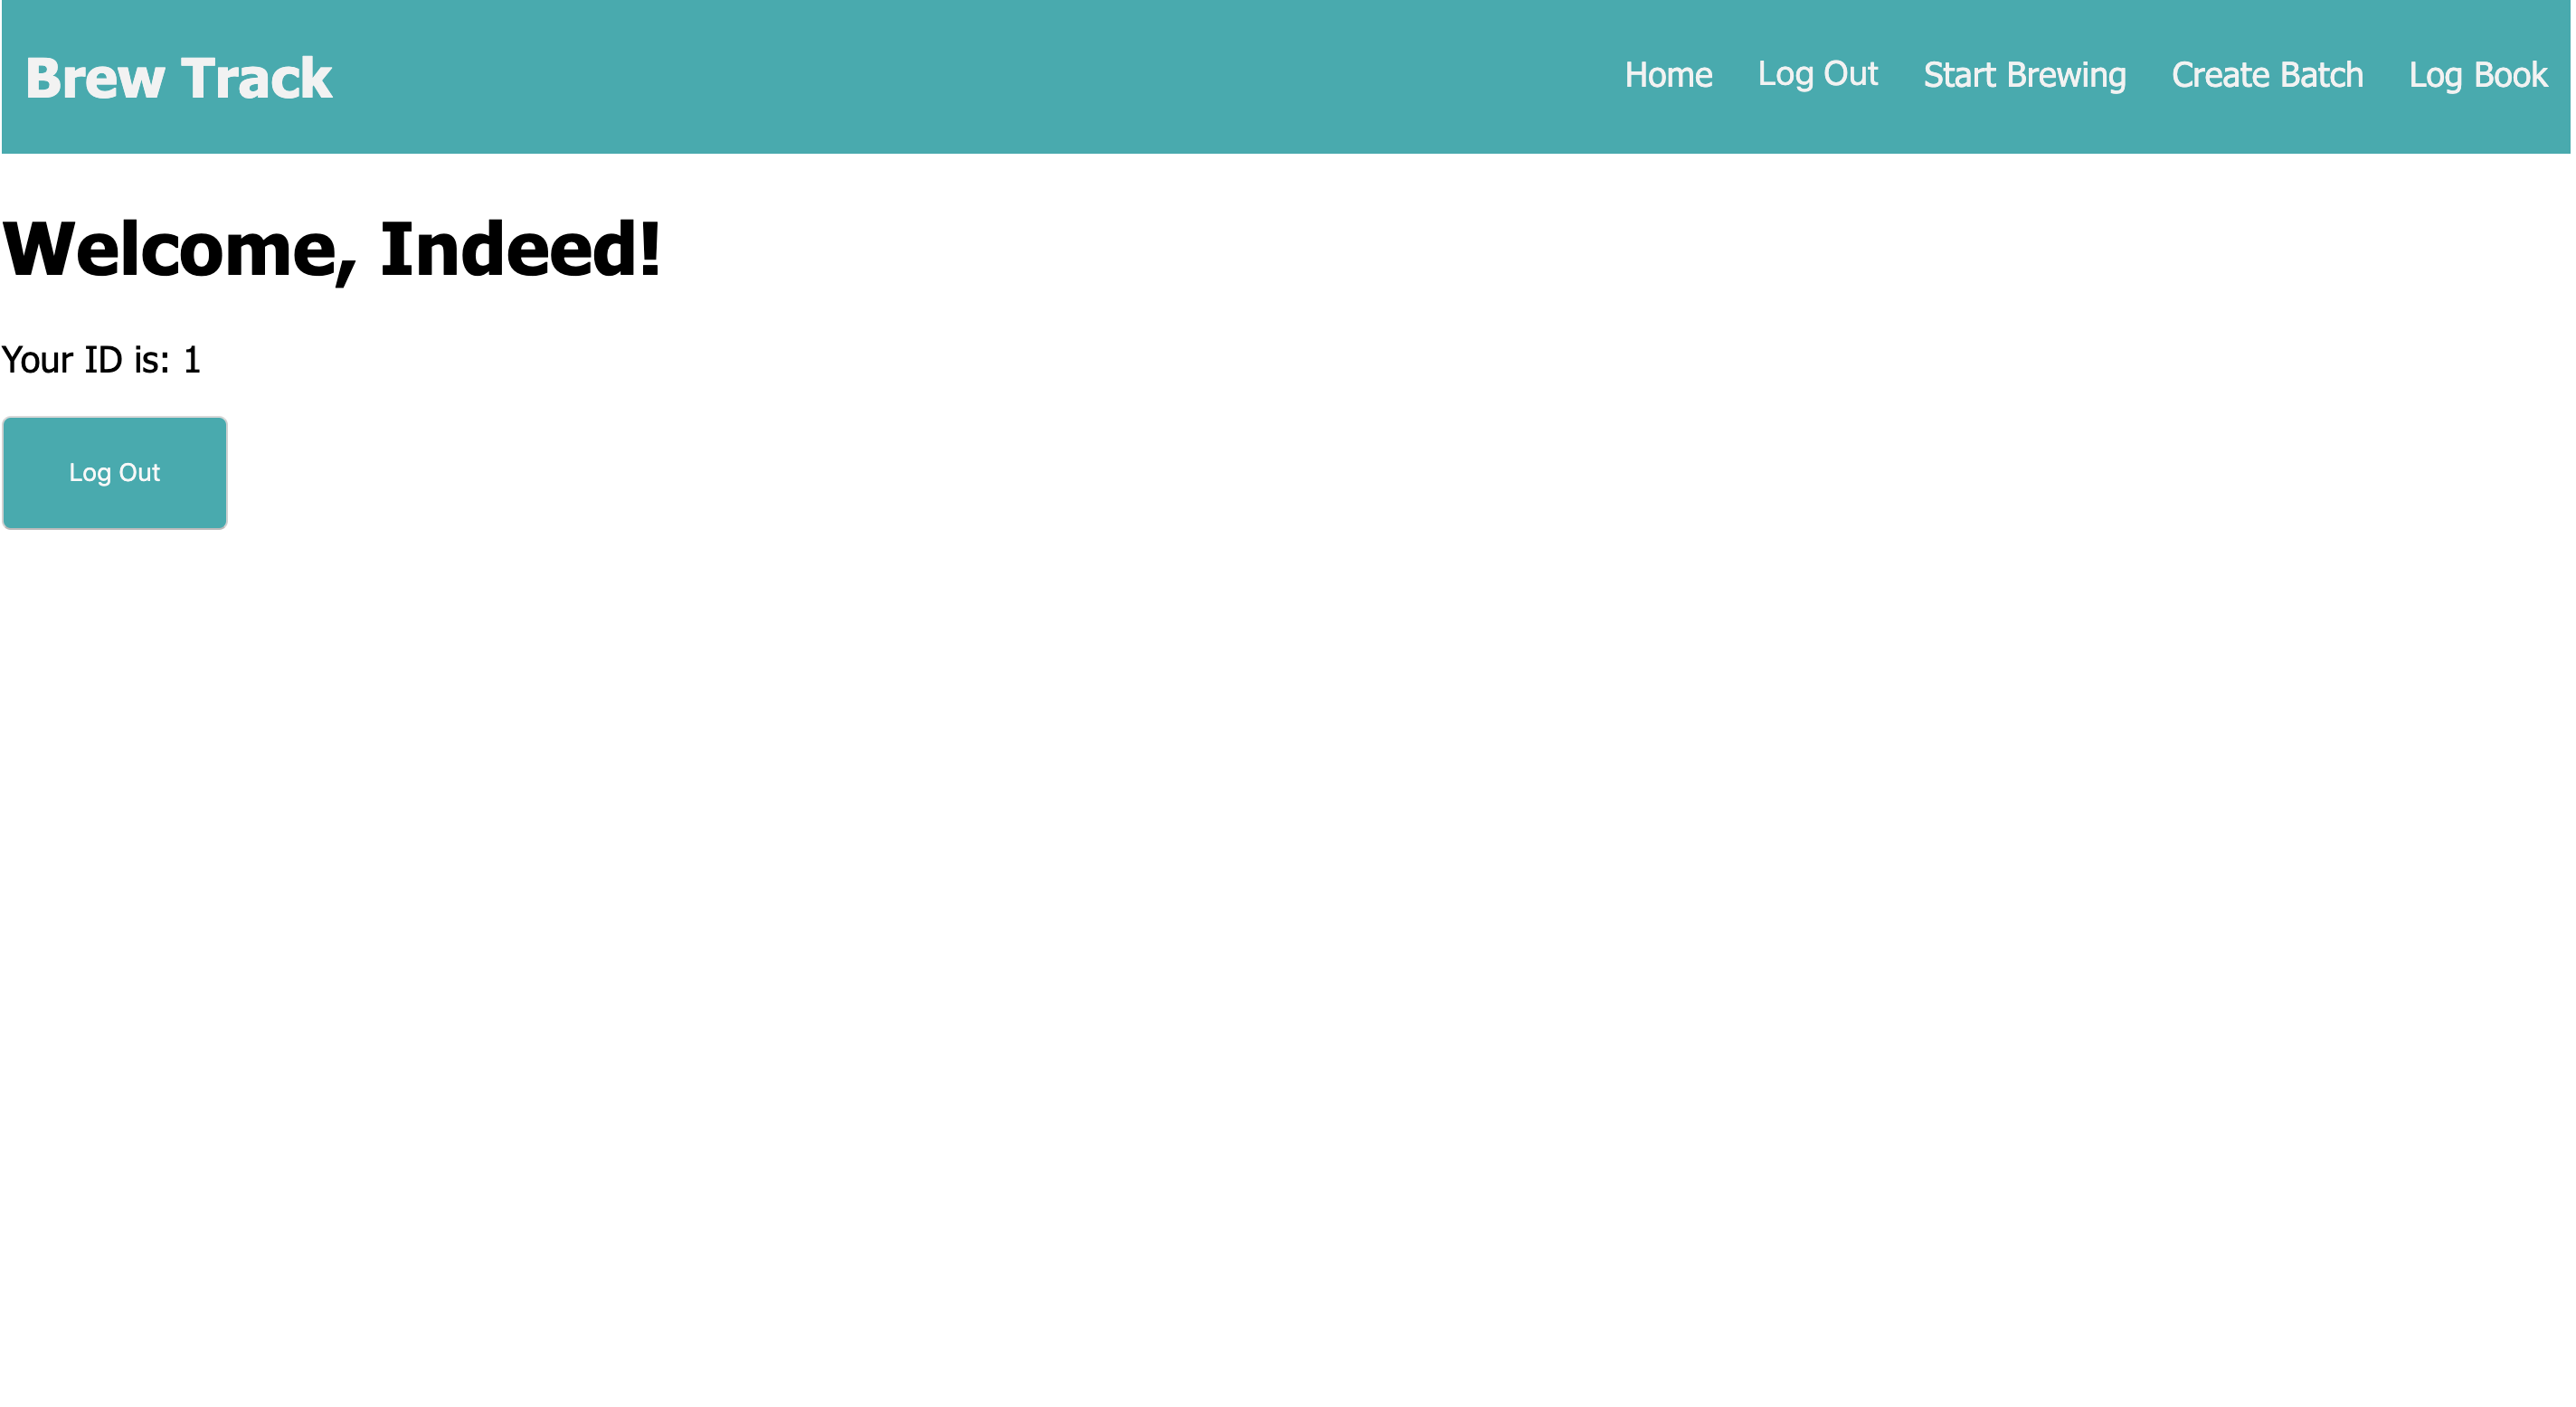 Brew Track
Home Log Out Start Brewing Create Batch Log Book
Welcome, Indeed!
Your ID is: 1
Log Out